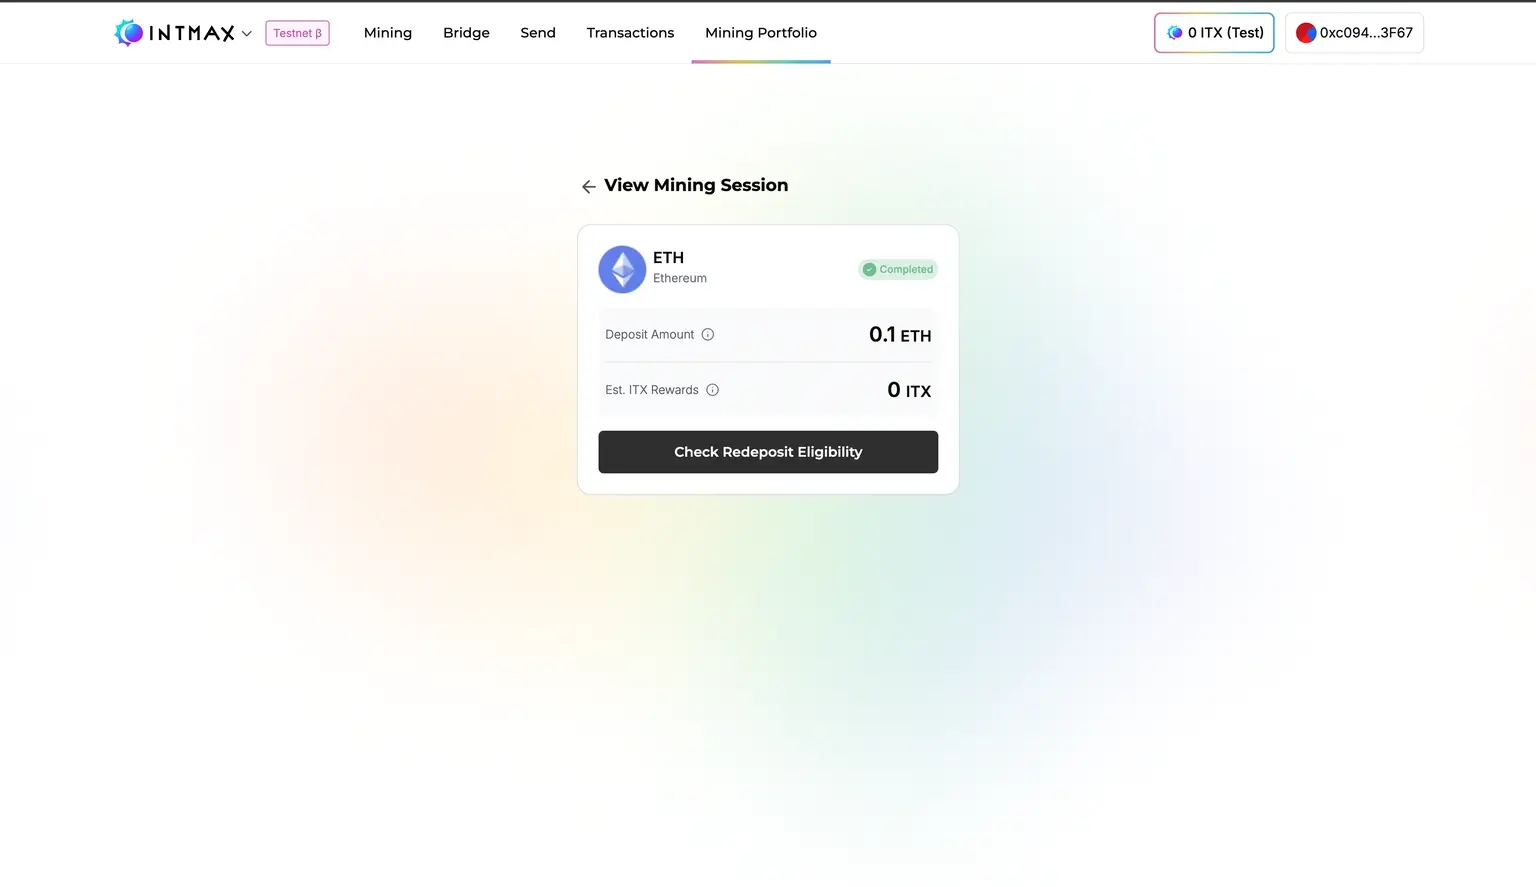 INTMAX Testnet β Mining Bridge Send Transactions Mining Portfolio 0 ITX (Test) 0xc094...3F67
View Mining Session
ETH
Ethereum
Completed
Deposit Amount 0.1 ETH
Est. ITX Rewards 0 ITX
Check Redeposit Eligibility